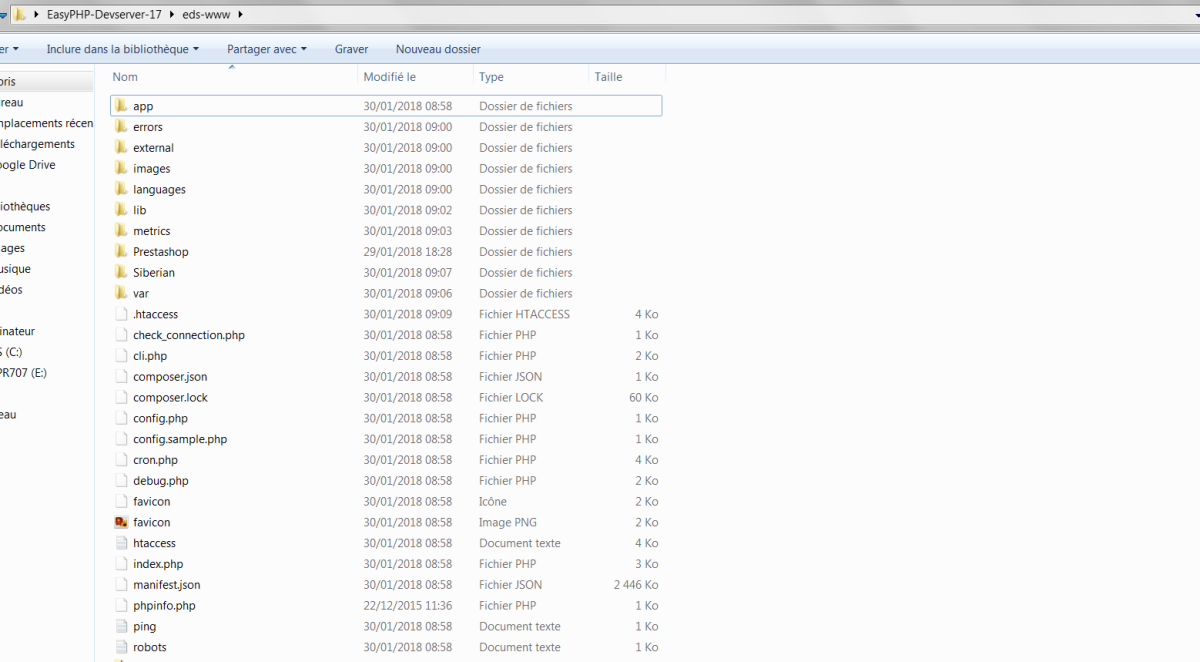 EasyPHP-Devserver-17 eds-www
er Inclure dans la bibliothèque Partager avec Graver Nouveau dossier
Nom Modifié le Type Taille
oris
reau
nplacements récen
léchargements
oogle Drive
liothèques
ocuments
ages
usique
déos
inateur
S (C:)
PR707 (E:)
eau
app 30/01/2018 08:58 Dossier de fichiers
errors 30/01/2018 09:00 Dossier de fichiers
external 30/01/2018 09:00 Dossier de fichiers
images 30/01/2018 09:00 Dossier de fichiers
languages 30/01/2018 09:00 Dossier de fichiers
lib 30/01/2018 09:02 Dossier de fichiers
metrics 30/01/2018 09:03 Dossier de fichiers
Prestashop 29/01/2018 18:28 Dossier de fichiers
Siberian 30/01/2018 09:07 Dossier de fichiers
var 30/01/2018 09:06 Dossier de fichiers
.htaccess 30/01/2018 09:09 Fichier HTACCESS 4 Ko
check_connection.php 30/01/2018 08:58 Fichier PHP 1 Ko
cli.php 30/01/2018 08:58 Fichier PHP 2 Ko
composer.json 30/01/2018 08:58 Fichier JSON 1 Ko
composer.lock 30/01/2018 08:58 Fichier LOCK 60 Ko
config.php 30/01/2018 08:58 Fichier PHP 1 Ko
config.sample.php 30/01/2018 08:58 Fichier PHP 1 Ko
cron.php 30/01/2018 08:58 Fichier PHP 4 Ko
debug.php 30/01/2018 08:58 Fichier PHP 2 Ko
favicon 30/01/2018 08:58 Icône 2 Ko
favicon 30/01/2018 08:58 Image PNG 2 Ko
htaccess 30/01/2018 08:58 Document texte 4 Ko
index.php 30/01/2018 08:58 Fichier PHP 3 Ko
manifest.json 30/01/2018 08:58 Fichier JSON 2 446 Ko
phpinfo.php 22/12/2015 11:36 Fichier PHP 1 Ko
ping 30/01/2018 08:58 Document texte 1 Ko
robots 30/01/2018 08:58 Document texte 1 Ko